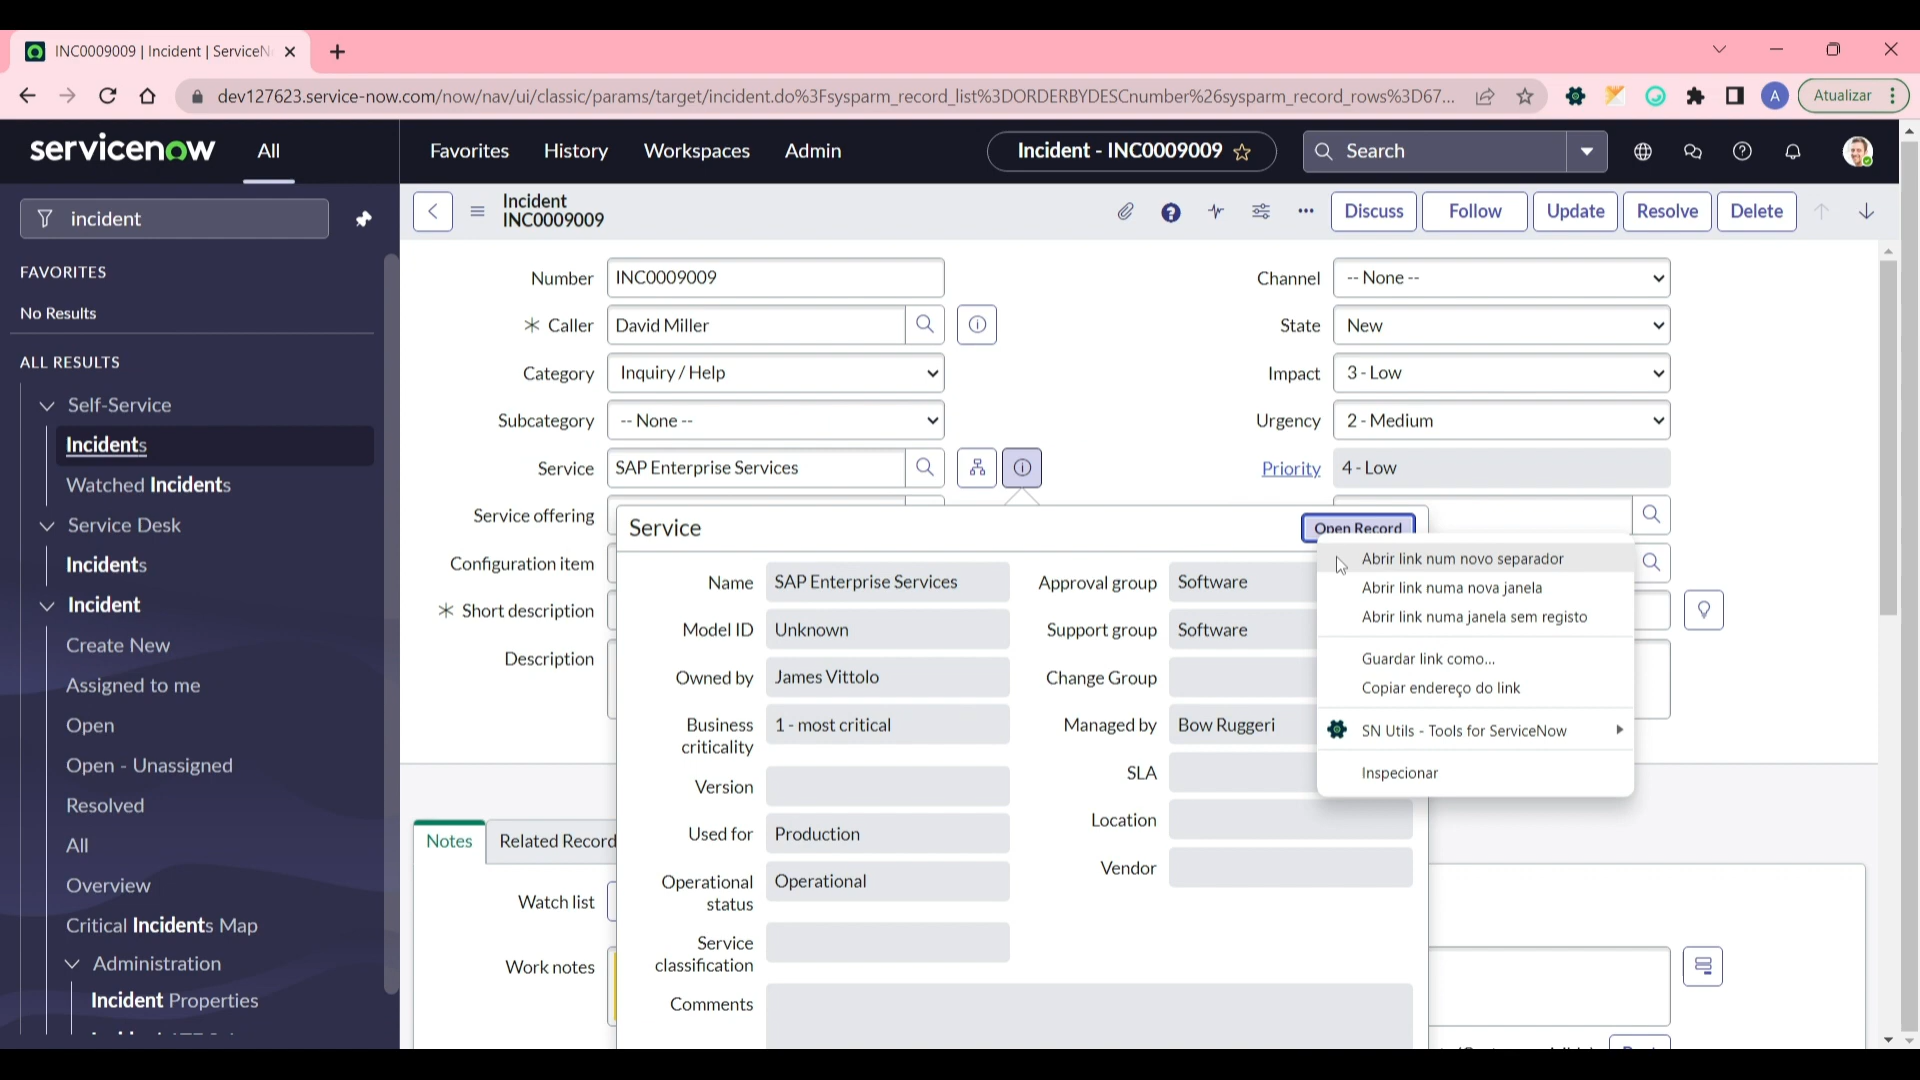 INC0009009 | Incident | ServiceN
dev127623.service-now.com/now/nav/ui/classic/params/target/incident.do%3Fsysparm_record_list%3DORDERBYDESCnumber%26sysparm_record_rows%3D67...
A
Atualizar
servicenow
All
Favorites
History
Workspaces
Admin
Incident - INC0009009
Search
incident
Incident
INC0009009
Discuss
Follow
Update
Resolve
Delete
FAVORITES
No Results
ALL RESULTS
Self-Service
Incidents
Watched Incidents
Service Desk
Incidents
Incident
Create New
Assigned to me
Open
Open - Unassigned
Resolved
All
Overview
Critical Incidents Map
Administration
Incident Properties
Number INC0009009
Caller David Miller
Category Inquiry / Help
Subcategory -- None --
Service SAP Enterprise Services
Service offering
Configuration item
Short description
Description
Channel -- None --
State New
Impact 3 - Low
Urgency 2 - Medium
Priority 4 - Low
Service
Open Record
Name SAP Enterprise Services
Model ID Unknown
Owned by James Vittolo
Business
criticality
1 - most critical
Version
Used for Production
Operational
status
Operational
Service
classification
Comments
Approval group Software
Support group Software
Change Group
Managed by Bow Ruggeri
SLA
Location
Vendor
Abrir link num novo separador
Abrir link numa nova janela
Abrir link numa janela sem registo
Guardar link como...
Copiar endereço do link
SN Utils - Tools for ServiceNow
Inspecionar
Notes
Related Record
Watch list
Work notes